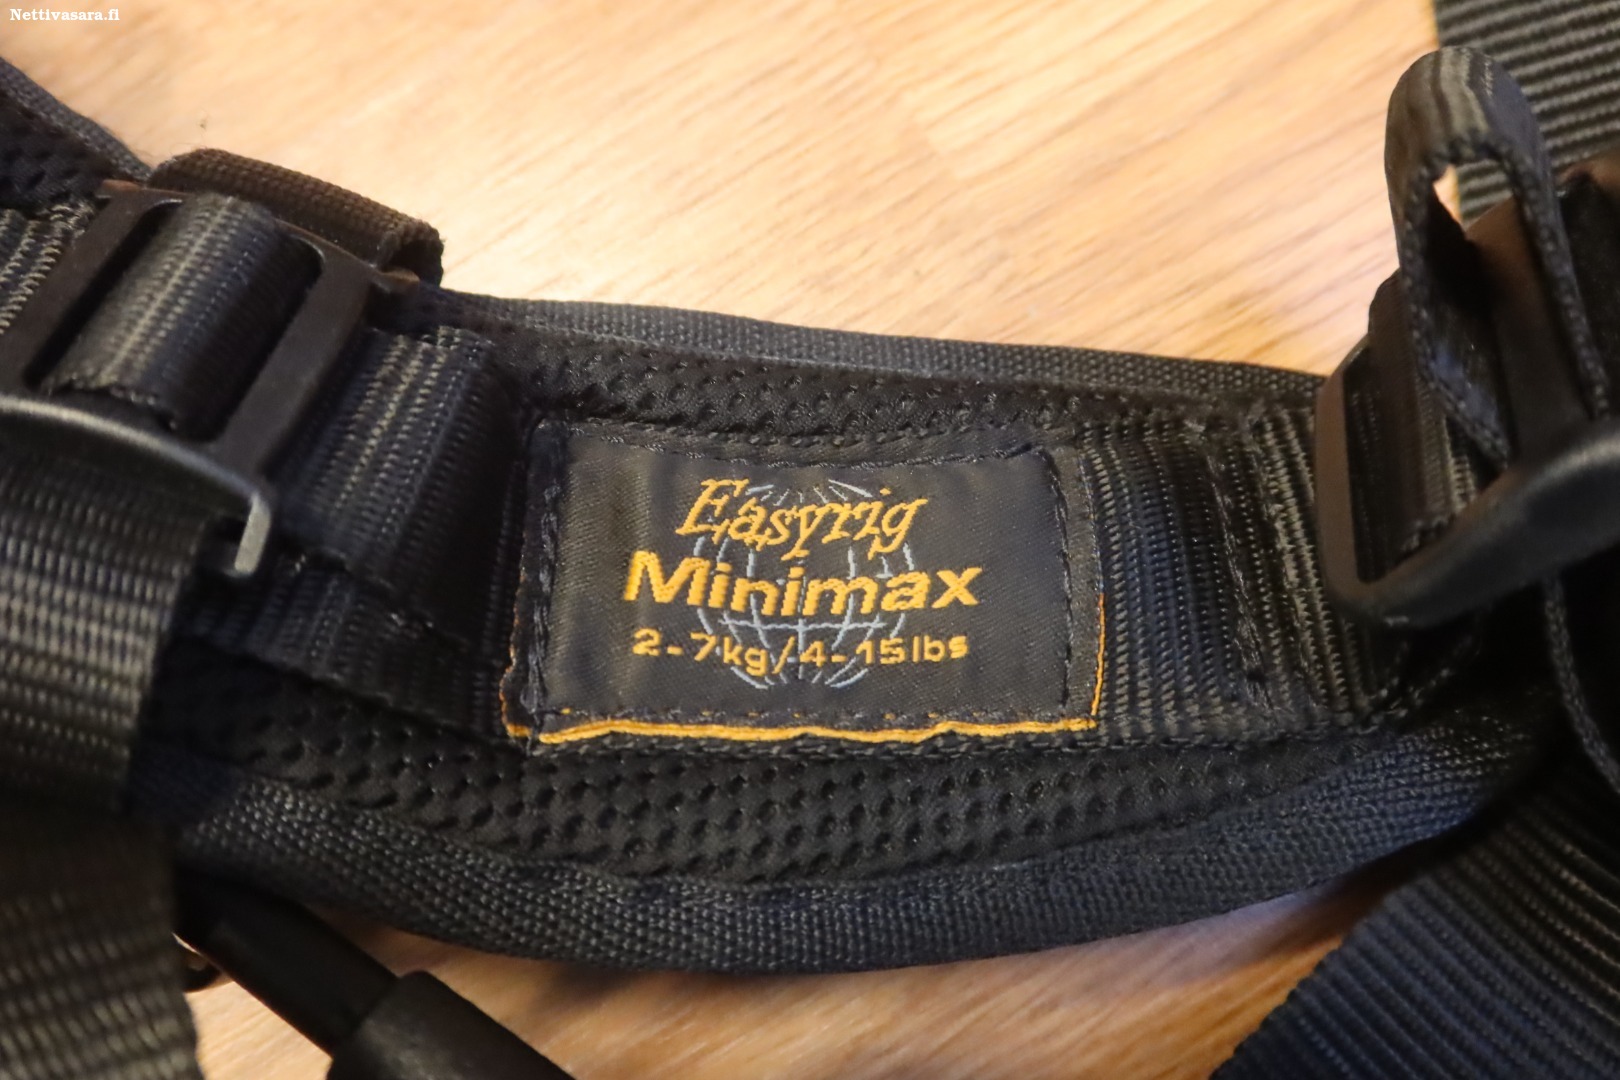 Nettivasara.fi
Easyrig
Minimax
2-7kg/4-15lbs